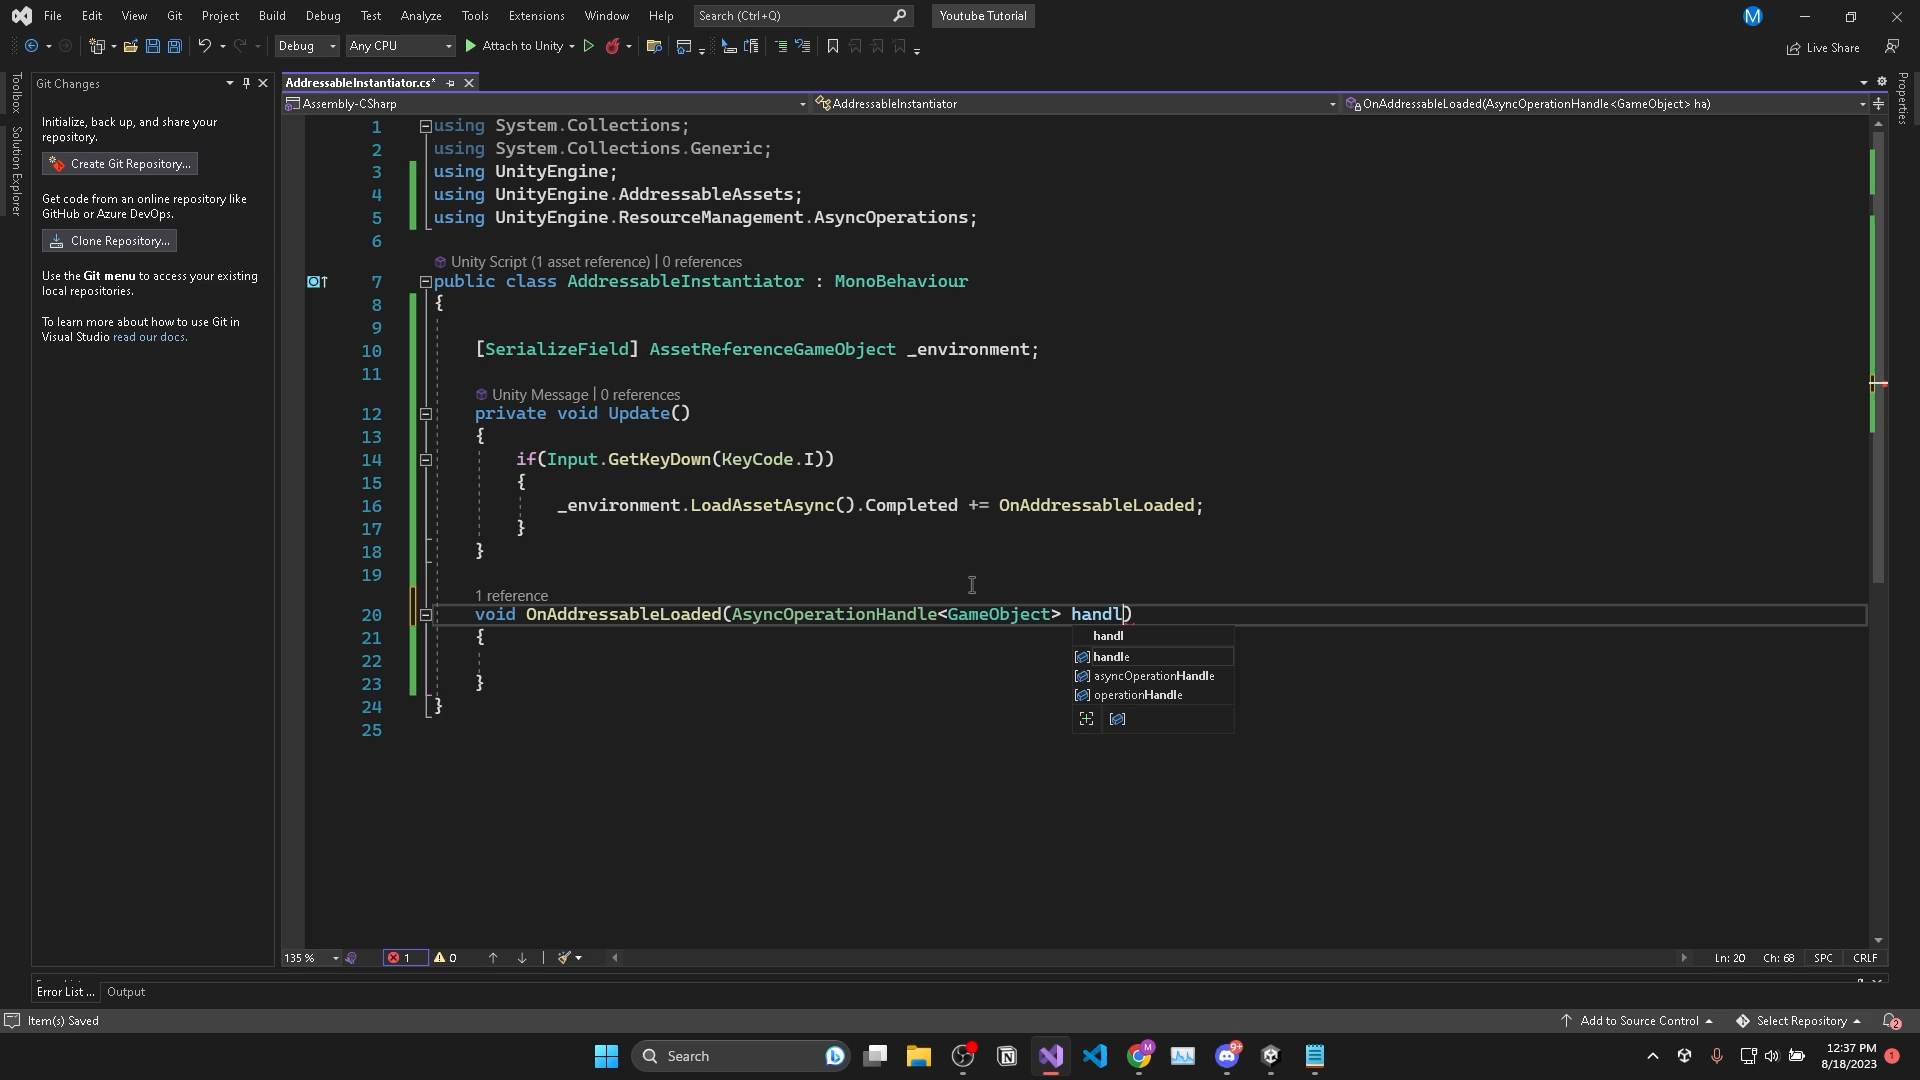 File Edit View Git Project Build Debug Test Analyze Tools Extensions Window Help Search (Ctrl+Q) Youtube Tutorial M
Debug Any CPU Attach to Unity Live Share
Toolbox
Solution Explorer
Git Changes
Initialize, back up, and share your
repository.
Create Git Repository...
Get code from an online repository like
GitHub or Azure DevOps.
Clone Repository...
Use the Git menu to access your existing
local repositories.
To learn more about how to use Git in
Visual Studio read our docs.
AddressableInstantiator.cs*
Assembly-CSharp AddressableInstantiator OnAddressableLoaded(AsyncOperationHandle<GameObject> ha)
Properties
1 using System.Collections;
2 using System.Collections.Generic;
3 using UnityEngine;
4 using UnityEngine.AddressableAssets;
5 using UnityEngine.ResourceManagement.AsyncOperations;
6
Unity Script (1 asset reference) | 0 references
7 public class AddressableInstantiator : MonoBehaviour
8 {
9
10 [SerializeField] AssetReferenceGameObject _environment;
11
Unity Message | 0 references
12 private void Update()
13 {
14 if(Input.GetKeyDown(KeyCode.I))
15 {
16 _environment.LoadAssetAsync().Completed += OnAddressableLoaded;
17 }
18 }
19
1 reference
20 void OnAddressableLoaded(AsyncOperationHandle<GameObject> handl)
21 {
22
23 }
24 }
25
handl
handle
asyncOperationHandle
operationHandle
135 % 1 0 Ln: 20 Ch: 68 SPC CRLF
Error List ... Output
Item(s) Saved Add to Source Control Select Repository 2
Search M 9+ 12:37 PM
8/18/2023 1